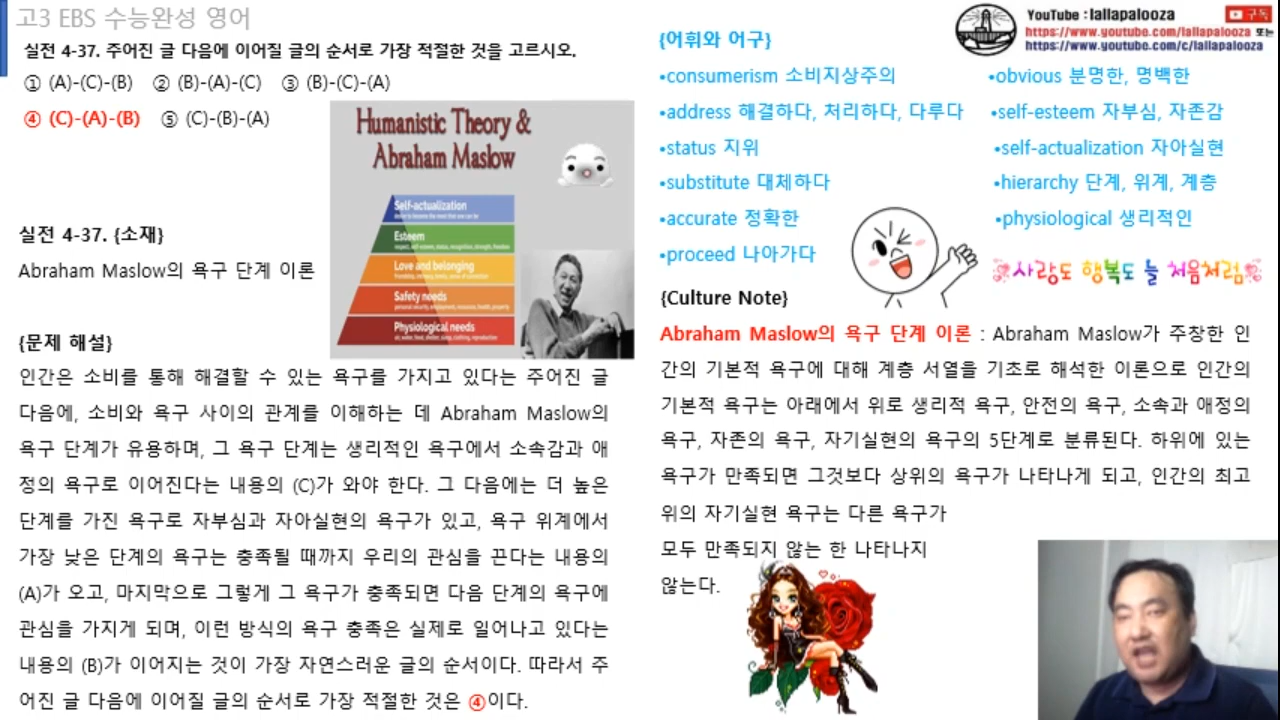 고3 EBS 수능완성 영어
실전 4-37. 주어진 글 다음에 이어질 글의 순서로 가장 적절한 것을 고르시오.
① (A)-(C)-(B) ② (B)-(A)-(C) ③ (B)-(C)-(A)
④ (C)-(A)-(B) ⑤ (C)-(B)-(A)
Humanistic Theory &
Abraham Maslow
Self-actualization
Esteem
Love and belonging
Safety needs
Physiological needs
실전 4-37. {소재}
Abraham Maslow의 욕구 단계 이론
{문제 해설}
인간은 소비를 통해 해결할 수 있는 욕구를 가지고 있다는 주어진 글
다음에, 소비와 욕구 사이의 관계를 이해하는 데 Abraham Maslow의
욕구 단계가 유용하며, 그 욕구 단계는 생리적인 욕구에서 소속감과 애
정의 욕구로 이어진다는 내용의 (C)가 와야 한다. 그 다음에는 더 높은
단계를 가진 욕구로 자부심과 자아실현의 욕구가 있고, 욕구 위계에서
가장 낮은 단계의 욕구는 충족될 때까지 우리의 관심을 끈다는 내용의
(A)가 오고, 마지막으로 그렇게 그 욕구가 충족되면 다음 단계의 욕구에
관심을 가지게 되며, 이런 방식의 욕구 충족은 실제로 일어나고 있다는
내용의 (B)가 이어지는 것이 가장 자연스러운 글의 순서이다. 따라서 주
어진 글 다음에 이어질 글의 순서로 가장 적절한 것은 ④이다.
YouTube : lallapalooza 구독
https://www.youtube.com/lallapalooza 또는
https://www.youtube.com/c/lallapalooza
{어휘와 어구}
•consumerism 소비지상주의 •obvious 분명한, 명백한
•address 해결하다, 처리하다, 다루다 •self-esteem 자부심, 자존감
•status 지위 •self-actualization 자아실현
•substitute 대체하다 •hierarchy 단계, 위계, 계층
•accurate 정확한 •physiological 생리적인
•proceed 나아가다
사랑도 행복도 늘 처음처럼
{Culture Note}
Abraham Maslow의 욕구 단계 이론 : Abraham Maslow가 주창한 인
간의 기본적 욕구에 대해 계층 서열을 기초로 해석한 이론으로 인간의
기본적 욕구는 아래에서 위로 생리적 욕구, 안전의 욕구, 소속과 애정의
욕구, 자존의 욕구, 자기실현의 욕구의 5단계로 분류된다. 하위에 있는
욕구가 만족되면 그것보다 상위의 욕구가 나타나게 되고, 인간의 최고
위의 자기실현 욕구는 다른 욕구가
모두 만족되지 않는 한 나타나지
않는다.